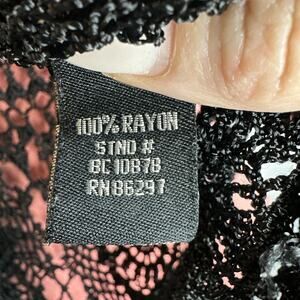 100% RAYON
STND #
BC 10878
RN 86297